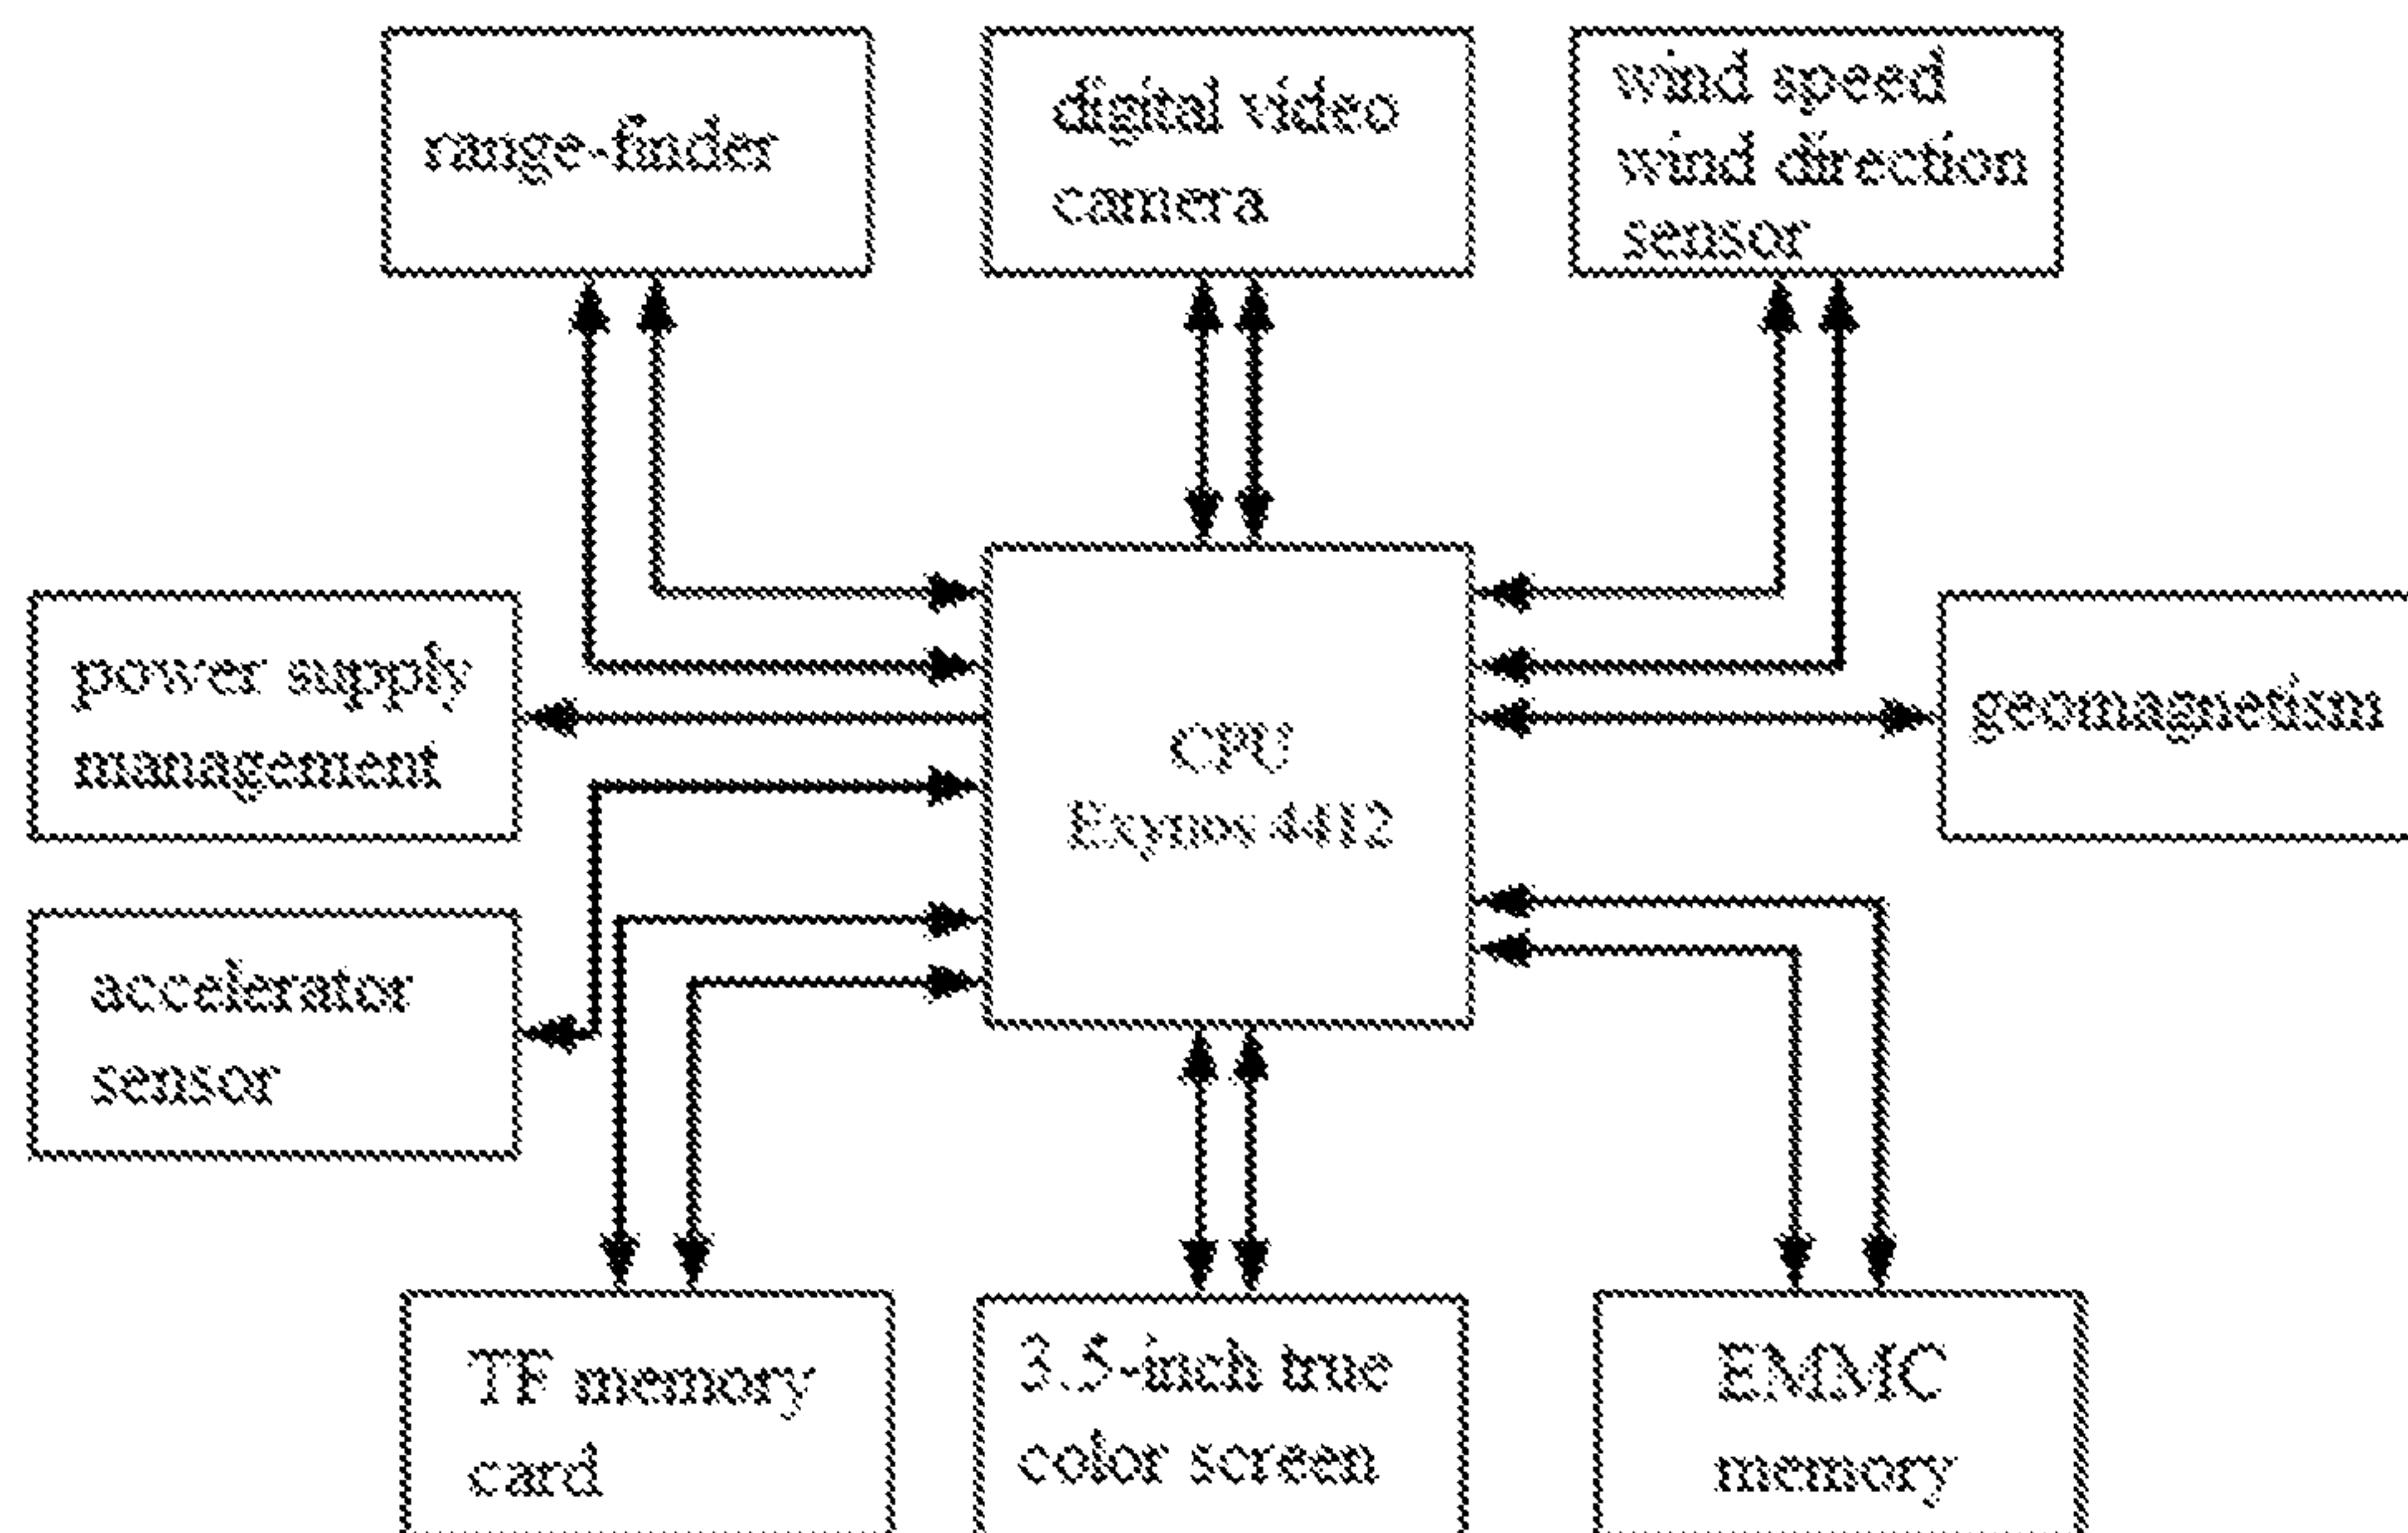 range-finder
digital video
camera
wind speed
wind direction
sensor
power supply
management
CPU
Exynos 4412
geomagnetism
accelerator
sensor
TF memory
card
3.5-inch true
color screen
EMMC
memory